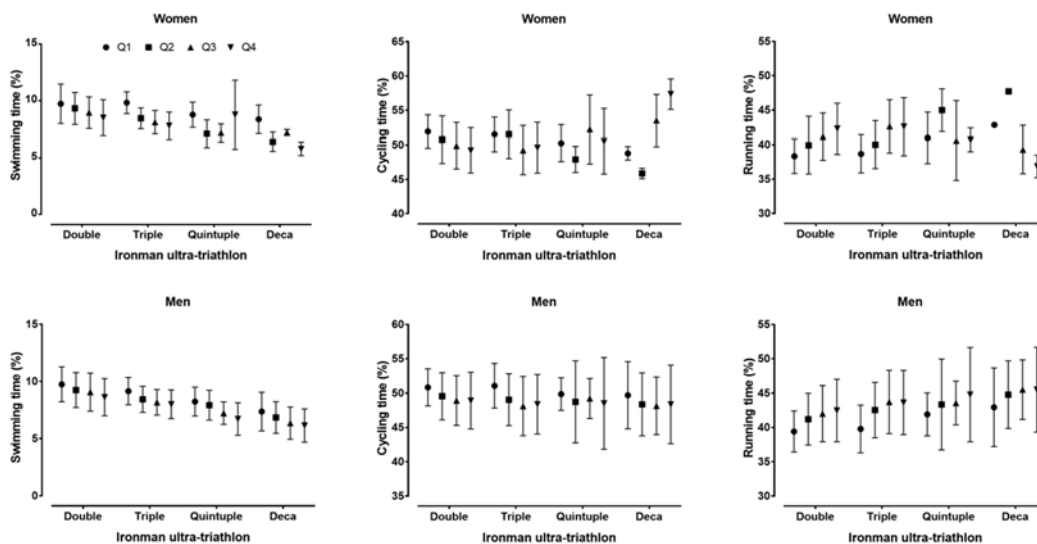 Women
Swimming time (%)
15
10
5
0
Q1 Q2 Q3 Q4
Double Triple Quintuple Deca
Ironman ultra-triathlon
Women
Cycling time (%)
65
60
55
50
45
40
Double Triple Quintuple Deca
Ironman ultra-triathlon
Women
Running time (%)
55
50
45
40
35
30
Double Triple Quintuple Deca
Ironman ultra-triathlon
Men
Swimming time (%)
15
10
5
0
Double Triple Quintuple Deca
Ironman ultra-triathlon
Men
Cycling time (%)
60
55
50
45
40
35
Double Triple Quintuple Deca
Ironman ultra-triathlon
Men
Running time (%)
55
50
45
40
35
30
Double Triple Quintuple Deca
Ironman ultra-triathlon